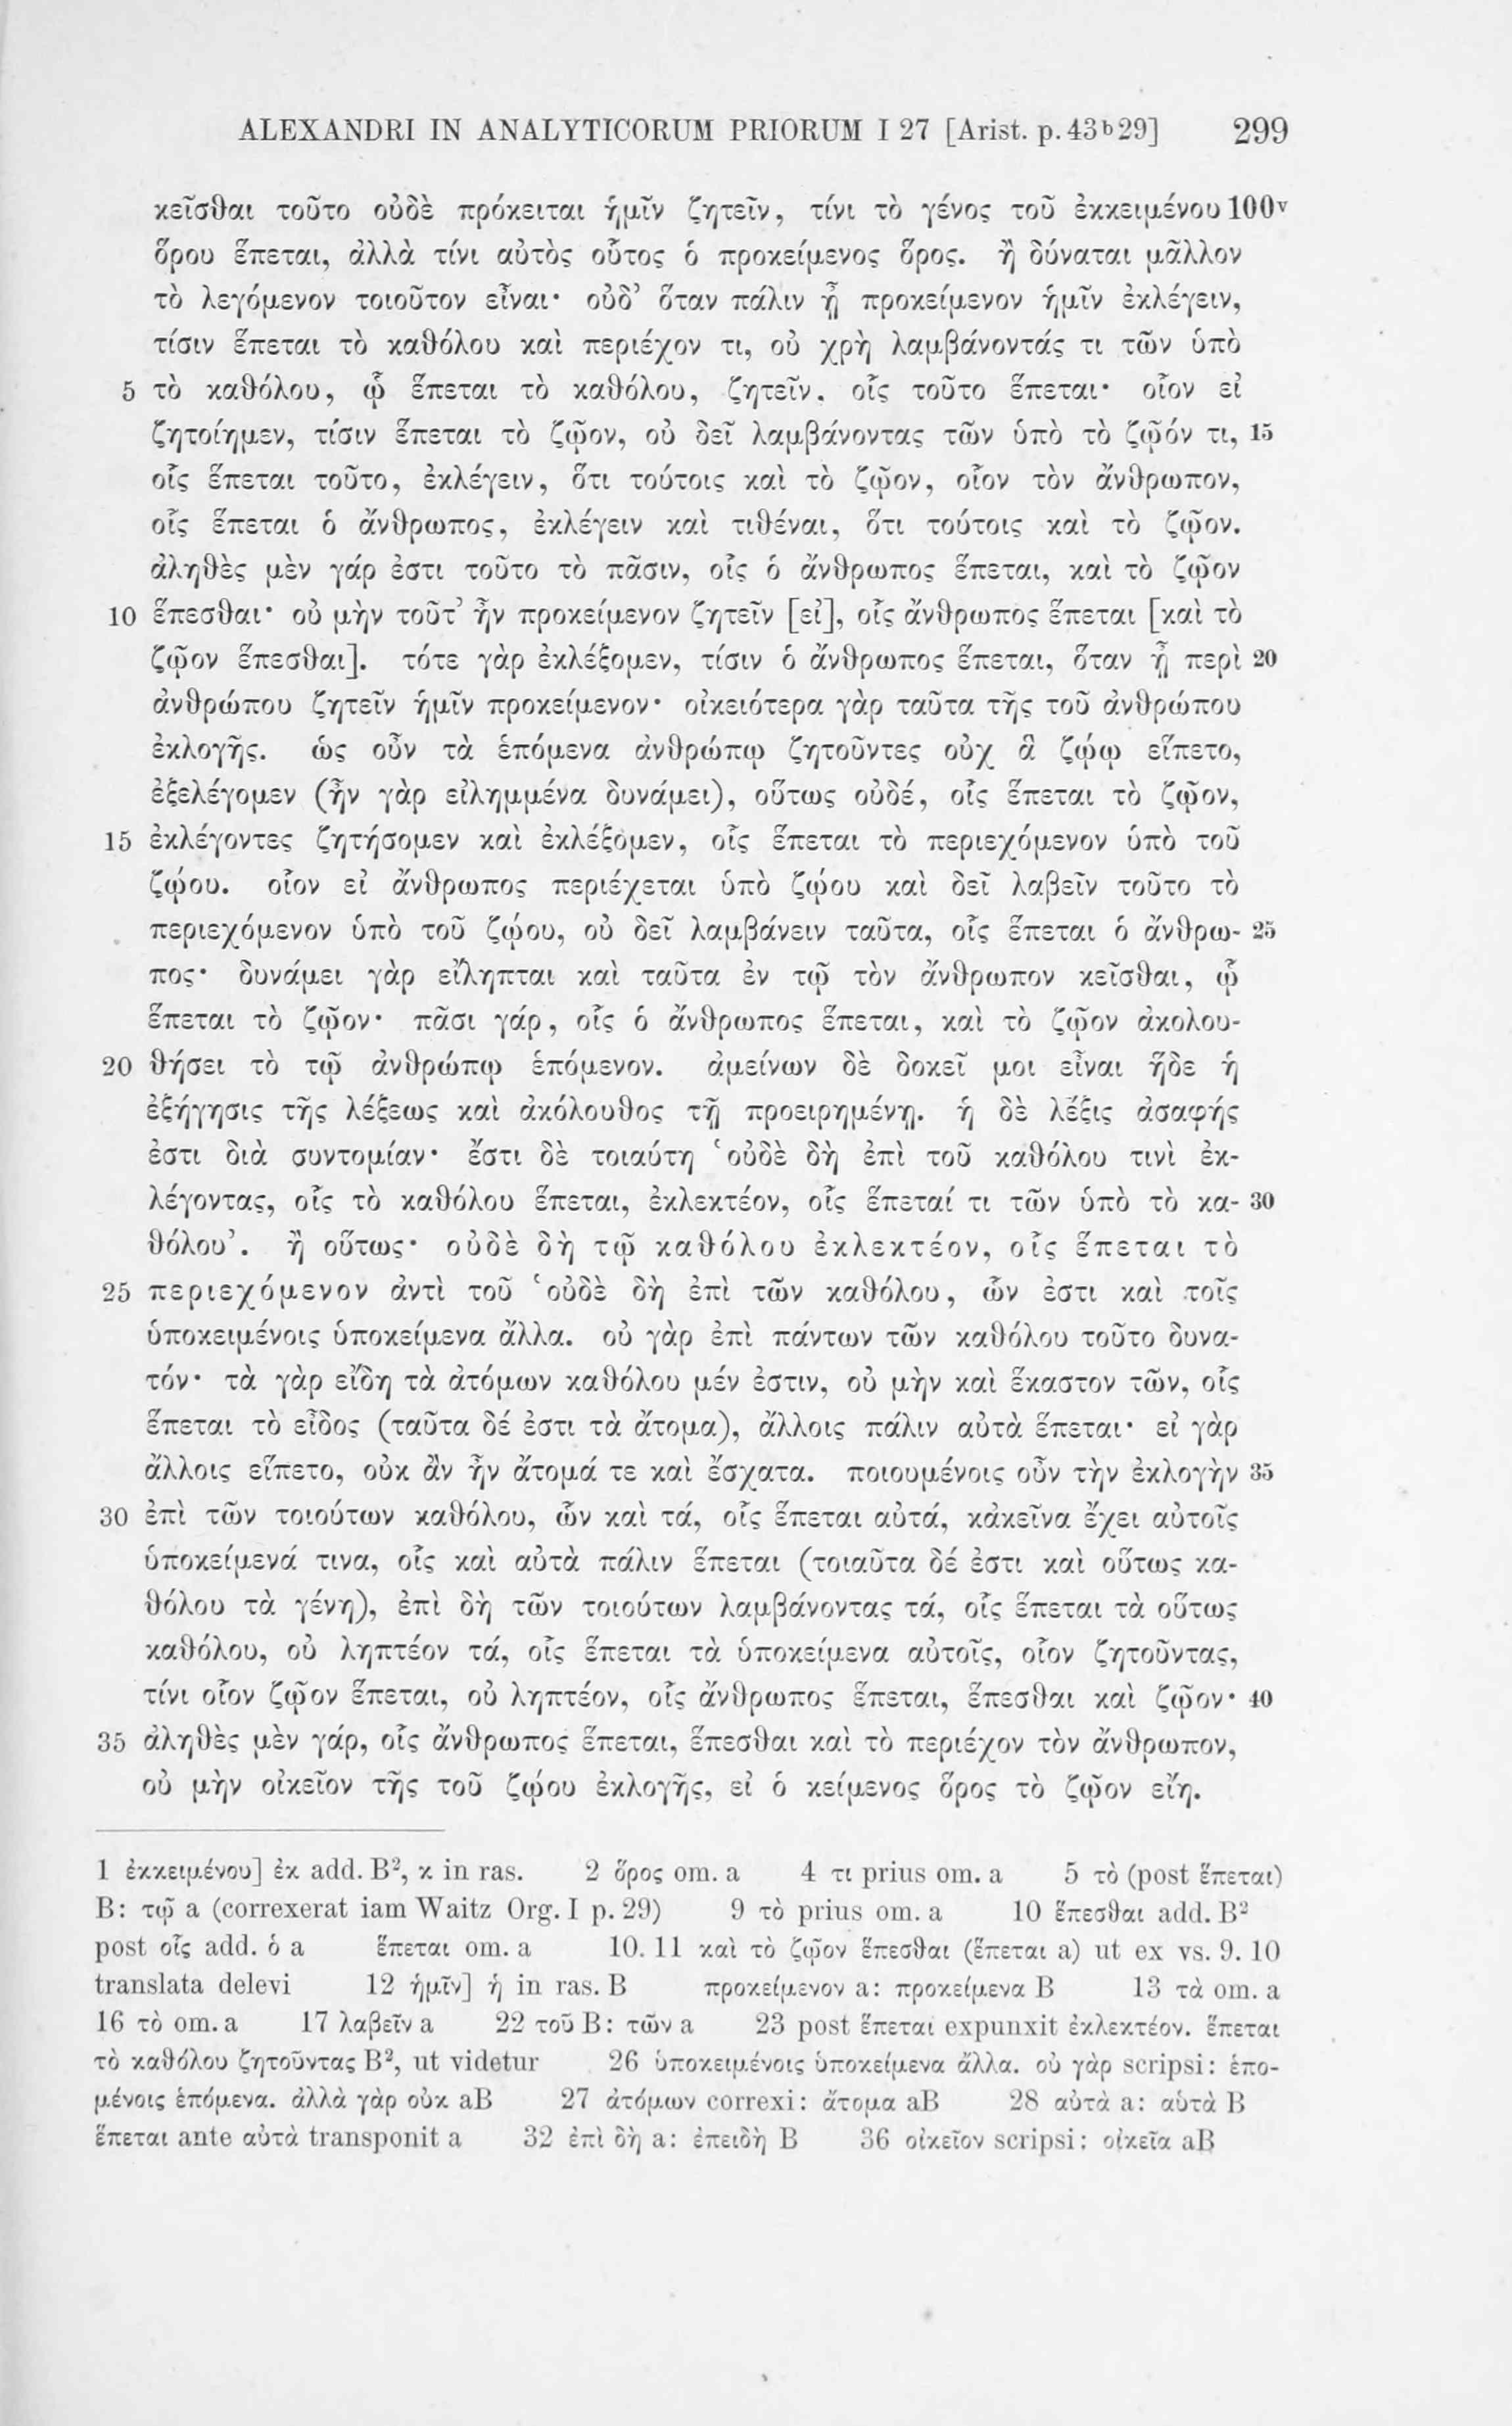 ALEXANDRI IN ANALYTICORUM PRIORUM I 27 [Arist. p. 43ᵇ29] 299
κεῖσθαι τοῦτο οὐδὲ πρόκειται ἡμῖν ζητεῖν, τίνι τὸ γένος τοῦ ἐκκειμένου 100ᵛ
ὅρου ἕπεται, ἀλλὰ τίνι αὐτὸς οὗτος ὁ προκείμενος ὅρος. ἢ δύναται μᾶλλον
τὸ λεγόμενον τοιοῦτον εἶναι· οὐδ’ ὅταν πάλιν ᾖ προκείμενον ἡμῖν ἐκλέγειν,
τίσιν ἕπεται τὸ καθόλου καὶ περιέχον τι, οὐ χρὴ λαμβάνοντάς τι τῶν ὑπὸ
5 τὸ καθόλου, ᾧ ἕπεται τὸ καθόλου, ζητεῖν, οἷς τοῦτο ἕπεται· οἷον εἰ
ζητοίημεν, τίσιν ἕπεται τὸ ζῷον, οὐ δεῖ λαμβάνοντας τῶν ὑπὸ τὸ ζῷόν τι, 15
οἷς ἕπεται τοῦτο, ἐκλέγειν, ὅτι τούτοις καὶ τὸ ζῷον, οἷον τὸν ἄνθρωπον,
οἷς ἕπεται ὁ ἄνθρωπος, ἐκλέγειν καὶ τιθέναι, ὅτι τούτοις καὶ τὸ ζῷον.
ἀληθὲς μὲν γάρ ἐστι τοῦτο τὸ πᾶσιν, οἷς ὁ ἄνθρωπος ἕπεται, καὶ τὸ ζῷον
10 ἕπεσθαι· οὐ μὴν τοῦτ’ ἦν προκείμενον ζητεῖν [εἰ], οἷς ἄνθρωπος ἕπεται [καὶ τὸ
ζῷον ἕπεσθαι]. τότε γὰρ ἐκλέξομεν, τίσιν ὁ ἄνθρωπος ἕπεται, ὅταν ᾖ περὶ 20
ἀνθρώπου ζητεῖν ἡμῖν προκείμενον· οἰκειότερα γὰρ ταῦτα τῆς τοῦ ἀνθρώπου
ἐκλογῆς. ὡς οὖν τὰ ἑπόμενα ἀνθρώπῳ ζητοῦντες οὐχ ἃ ζῴῳ εἵπετο,
ἐξελέγομεν (ἦν γὰρ εἰλημμένα δυνάμει), οὕτως οὐδέ, οἷς ἕπεται τὸ ζῷον,
15 ἐκλέγοντες ζητήσομεν καὶ ἐκλέξομεν, οἷς ἕπεται τὸ περιεχόμενον ὑπὸ τοῦ
ζῴου. οἷον εἰ ἄνθρωπος περιέχεται ὑπὸ ζῴου καὶ δεῖ λαβεῖν τοῦτο τὸ
περιεχόμενον ὑπὸ τοῦ ζῴου, οὐ δεῖ λαμβάνειν ταῦτα, οἷς ἕπεται ὁ ἄνθρω- 25
πος· δυνάμει γὰρ εἴληπται καὶ ταῦτα ἐν τῷ τὸν ἄνθρωπον κεῖσθαι, ᾧ
ἕπεται τὸ ζῷον· πᾶσι γάρ, οἷς ὁ ἄνθρωπος ἕπεται, καὶ τὸ ζῷον ἀκολου-
20 θήσει τὸ τῷ ἀνθρώπῳ ἑπόμενον. ἀμείνων δὲ δοκεῖ μοι εἶναι ἥδε ἡ
ἐξήγησις τῆς λέξεως καὶ ἀκόλουθος τῇ προειρημένῃ. ἡ δὲ λέξις ἀσαφής
ἐστι διὰ συντομίαν· ἔστι δὲ τοιαύτη ‘οὐδὲ δὴ ἐπὶ τοῦ καθόλου τινὶ ἐκ-
λέγοντας, οἷς τὸ καθόλου ἕπεται, ἐκλεκτέον, οἷς ἕπεταί τι τῶν ὑπὸ τὸ κα- 30
θόλου’. ἢ οὕτως· οὐδὲ δὴ τῷ καθόλου ἐκλεκτέον, οἷς ἕπεται τὸ
25 περιεχόμενον ἀντὶ τοῦ ‘οὐδὲ δὴ ἐπὶ τῶν καθόλου, ὧν ἐστι καὶ τοῖς
ὑποκειμένοις ὑποκείμενα ἄλλα. οὐ γὰρ ἐπὶ πάντων τῶν καθόλου τοῦτο δυνα-
τόν· τὰ γὰρ εἴδη τὰ ἀτόμων καθόλου μέν ἐστιν, οὐ μὴν καὶ ἕκαστον τῶν, οἷς
ἕπεται τὸ εἶδος (ταῦτα δέ ἐστι τὰ ἄτομα), ἄλλοις πάλιν αὐτὰ ἕπεται· εἰ γὰρ
ἄλλοις εἵπετο, οὐκ ἂν ἦν ἄτομά τε καὶ ἔσχατα. ποιουμένοις οὖν τὴν ἐκλογὴν 35
30 ἐπὶ τῶν τοιούτων καθόλου, ὧν καὶ τά, οἷς ἕπεται αὐτά, κἀκεῖνα ἔχει αὐτοῖς
ὑποκείμενά τινα, οἷς καὶ αὐτὰ πάλιν ἕπεται (τοιαῦτα δέ ἐστι καὶ οὕτως κα-
θόλου τὰ γένη), ἐπὶ δὴ τῶν τοιούτων λαμβάνοντας τά, οἷς ἕπεται τὰ οὕτως
καθόλου, οὐ ληπτέον τά, οἷς ἕπεται τὰ ὑποκείμενα αὐτοῖς, οἷον ζητοῦντας,
τίνι οἷον ζῷον ἕπεται, οὐ ληπτέον, οἷς ἄνθρωπος ἕπεται, ἕπεσθαι καὶ ζῷον· 40
35 ἀληθὲς μὲν γάρ, οἷς ἄνθρωπος ἕπεται, ἕπεσθαι καὶ τὸ περιέχον τὸν ἄνθρωπον,
οὐ μὴν οἰκεῖον τῆς τοῦ ζῴου ἐκλογῆς, εἰ ὁ κείμενος ὅρος τὸ ζῷον εἴη.
1 ἐκκειμένου] ἐκ add. B², κ in ras. 2 ὅρος om. a 4 τι prius om. a 5 τὸ (post ἕπεται)
B: τῷ a (correxerat iam Waitz Org. I p. 29) 9 τὸ prius om. a 10 ἕπεσθαι add. B²
post οἷς add. ὁ a ἕπεται om. a 10. 11 καὶ τὸ ζῷον ἕπεσθαι (ἕπεται a) ut ex vs. 9. 10
translata delevi 12 ἡμῖν] ἡ in ras. B προκείμενον a: προκείμενα B 13 τὰ om. a
16 τὸ om. a 17 λαβεῖν a 22 τοῦ B: τῶν a 23 post ἕπεται expunxit ἐκλεκτέον. ἕπεται
τὸ καθόλου ζητοῦντας B², ut videtur 26 ὑποκειμένοις ὑποκείμενα ἄλλα. οὐ γὰρ scripsi: ἑπο-
μένοις ἑπόμενα. ἀλλὰ γὰρ οὐκ aB 27 ἀτόμων correxi: ἄτομα aB 28 αὐτὰ a: αὑτὰ B
ἕπεται ante αὐτὰ transponit a 32 ἐπὶ δὴ a: ἐπειδὴ B 36 οἰκεῖον scripsi: οἰκεῖα aB